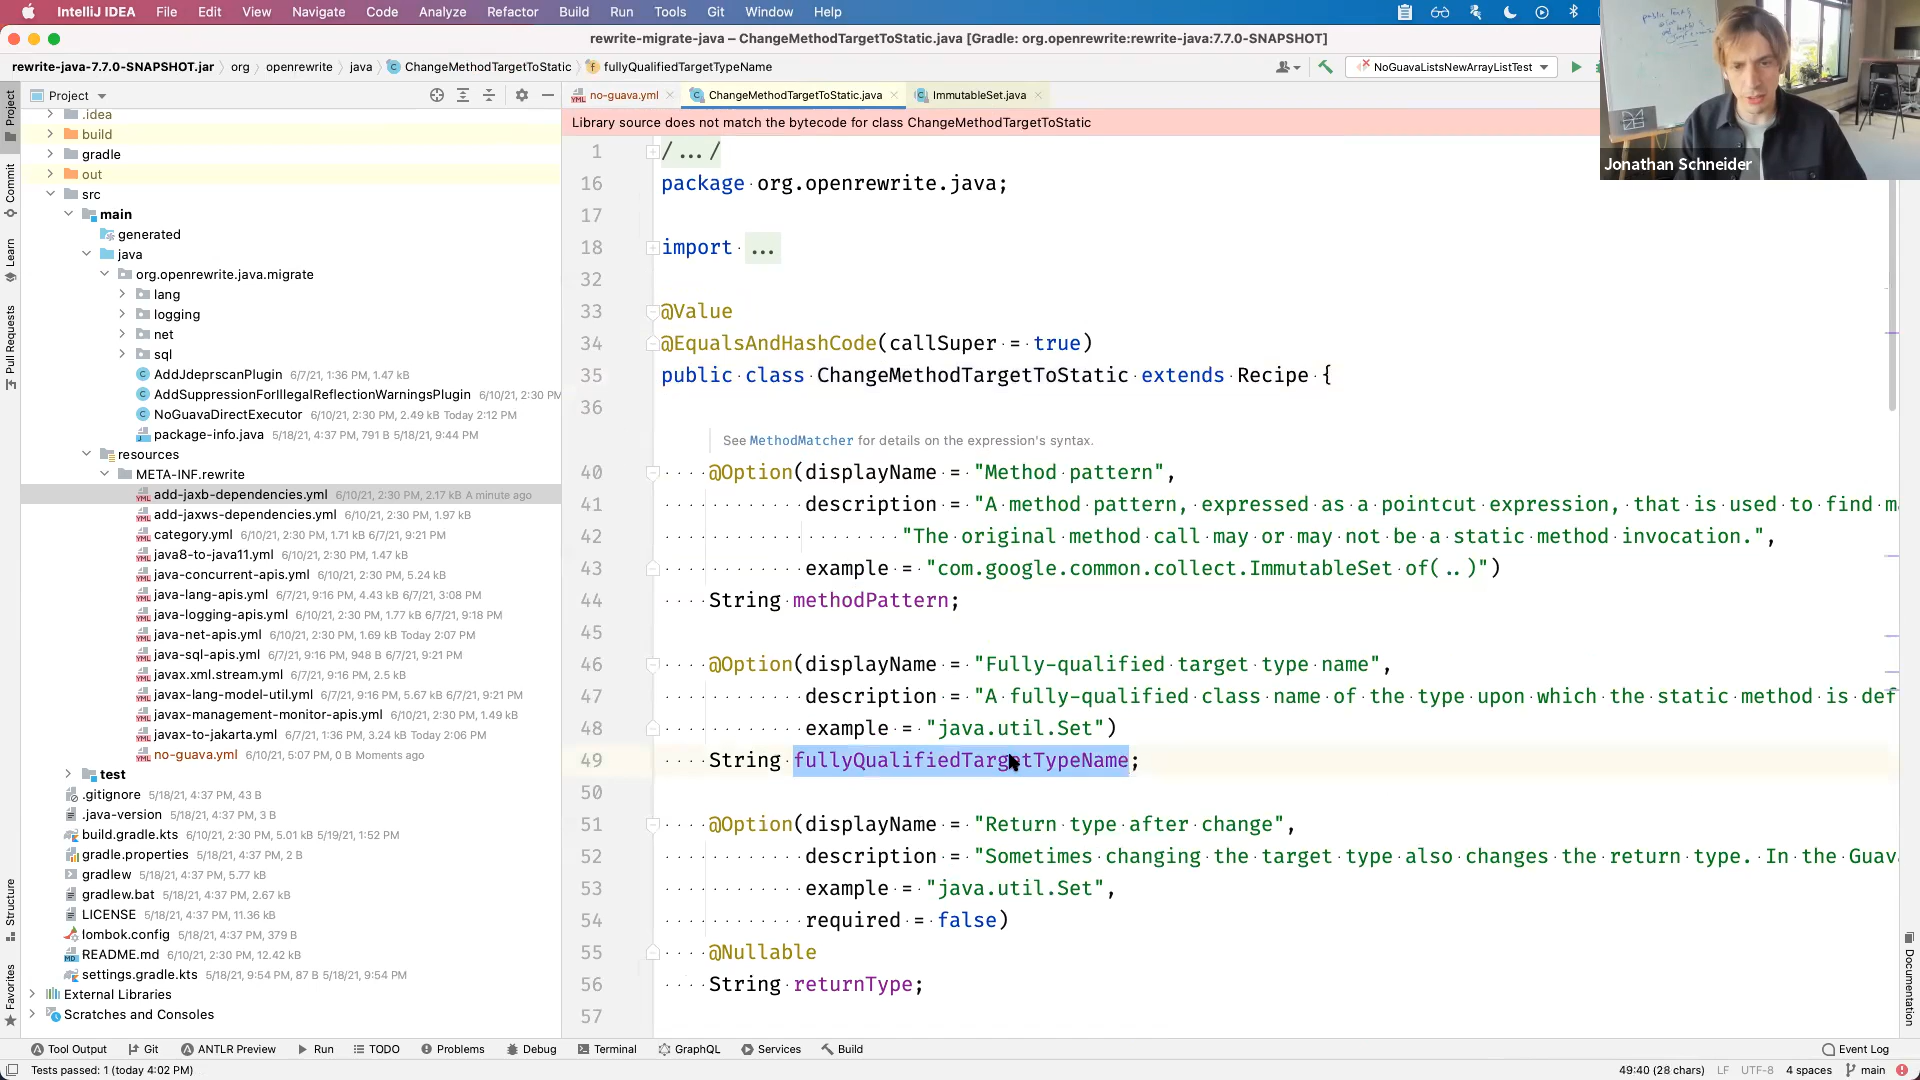 IntelliJ IDEA File Edit View Navigate Code Analyze Refactor Build Run Tools Git Window Help
rewrite-migrate-java – ChangeMethodTargetToStatic.java [Gradle: org.openrewrite:rewrite-java:7.7.0-SNAPSHOT]
rewrite-java-7.7.0-SNAPSHOT.jar org openrewrite java ChangeMethodTargetToStatic fullyQualifiedTargetTypeName
NoGuavaListsNewArrayListTest
Jonathan Schneider
Project
Commit
Learn
Pull Requests
Structure
Favorites
Project
.idea
build
gradle
out
src
main
generated
java
org.openrewrite.java.migrate
lang
logging
net
sql
AddJdeprscanPlugin 6/7/21, 1:36 PM, 1.47 kB
AddSuppressionForIllegalReflectionWarningsPlugin 6/10/21, 2:30 PM
NoGuavaDirectExecutor 6/10/21, 2:30 PM, 2.49 kB Today 2:12 PM
package-info.java 5/18/21, 4:37 PM, 791 B 5/18/21, 9:44 PM
resources
META-INF.rewrite
add-jaxb-dependencies.yml 6/10/21, 2:30 PM, 2.17 kB A minute ago
add-jaxws-dependencies.yml 6/10/21, 2:30 PM, 1.97 kB
category.yml 6/10/21, 2:30 PM, 1.71 kB 6/7/21, 9:21 PM
java8-to-java11.yml 6/10/21, 2:30 PM, 1.47 kB
java-concurrent-apis.yml 6/10/21, 2:30 PM, 5.24 kB
java-lang-apis.yml 6/7/21, 9:16 PM, 4.43 kB 6/7/21, 3:08 PM
java-logging-apis.yml 6/10/21, 2:30 PM, 1.77 kB 6/7/21, 9:18 PM
java-net-apis.yml 6/10/21, 2:30 PM, 1.69 kB Today 2:07 PM
java-sql-apis.yml 6/7/21, 9:16 PM, 948 B 6/7/21, 9:21 PM
javax.xml.stream.yml 6/7/21, 9:16 PM, 2.5 kB
javax-lang-model-util.yml 6/7/21, 9:16 PM, 5.67 kB 6/7/21, 9:21 PM
javax-management-monitor-apis.yml 6/10/21, 2:30 PM, 1.49 kB
javax-to-jakarta.yml 6/7/21, 1:36 PM, 3.24 kB Today 2:06 PM
no-guava.yml 6/10/21, 5:07 PM, 0 B Moments ago
test
.gitignore 5/18/21, 4:37 PM, 43 B
.java-version 5/18/21, 4:37 PM, 3 B
build.gradle.kts 6/10/21, 2:30 PM, 5.01 kB 5/19/21, 1:52 PM
gradle.properties 5/18/21, 4:37 PM, 2 B
gradlew 5/18/21, 4:37 PM, 5.77 kB
gradlew.bat 5/18/21, 4:37 PM, 2.67 kB
LICENSE 5/18/21, 4:37 PM, 11.36 kB
lombok.config 5/18/21, 4:37 PM, 379 B
README.md 6/10/21, 2:30 PM, 12.42 kB
settings.gradle.kts 5/18/21, 9:54 PM, 87 B 5/18/21, 9:54 PM
External Libraries
Scratches and Consoles
no-guava.yml ChangeMethodTargetToStatic.java ImmutableSet.java
Library source does not match the bytecode for class ChangeMethodTargetToStatic
1 /.../
16 package org.openrewrite.java;
17
18 import ...
32
33 @Value
34 @EqualsAndHashCode(callSuper = true)
35 public class ChangeMethodTargetToStatic extends Recipe {
36
See MethodMatcher for details on the expression's syntax.
40 @Option(displayName = "Method pattern",
41 description = "A method pattern, expressed as a pointcut expression, that is used to find m
42 "The original method call may or may not be a static method invocation.",
43 example = "com.google.common.collect.ImmutableSet of(..)")
44 String methodPattern;
45
46 @Option(displayName = "Fully-qualified target type name",
47 description = "A fully-qualified class name of the type upon which the static method is def
48 example = "java.util.Set")
49 String fullyQualifiedTargetTypeName;
50
51 @Option(displayName = "Return type after change",
52 description = "Sometimes changing the target type also changes the return type. In the Guav
53 example = "java.util.Set",
54 required = false)
55 @Nullable
56 String returnType;
57
Documentation
Tool Output Git ANTLR Preview Run TODO Problems Debug Terminal GraphQL Services Build Event Log
Tests passed: 1 (today 4:02 PM) 49:40 (28 chars) LF UTF-8 4 spaces main